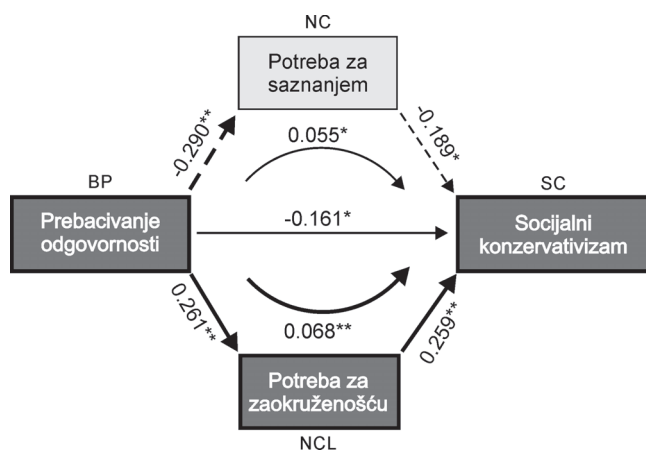 NC
Potreba za
saznanjem
-0.290**
0.055*
-0.189*
BP
SC
Prebacivanje
odgovornosti
-0.161*
Socijalni
konzervativizam
0.261**
0.068**
0.259**
Potreba za
zaokruženošću
NCL